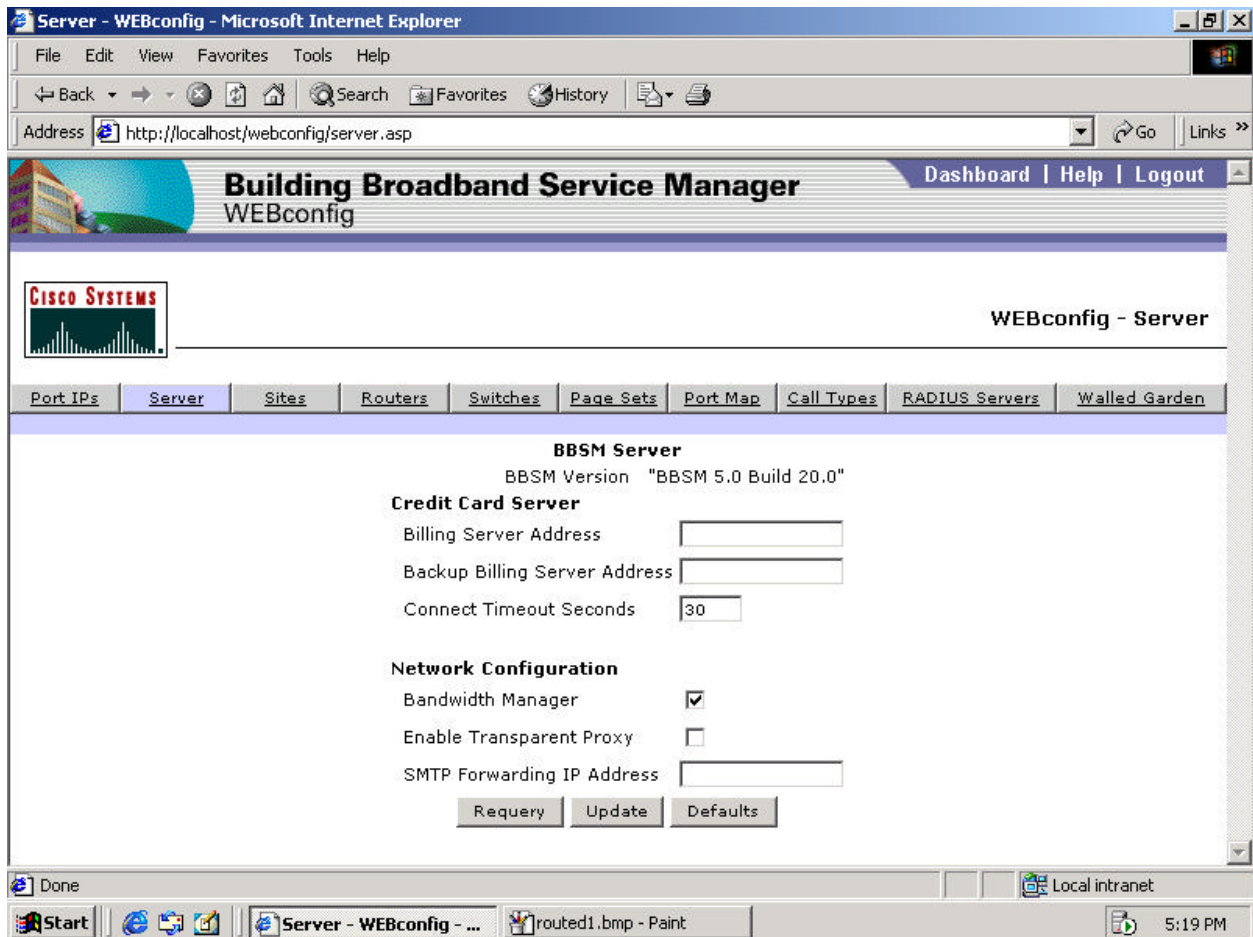 Server - WEBconfig - Microsoft Internet Explorer
File Edit View Favorites Tools Help
Back Search Favorites History
Address http://localhost/webconfig/server.asp Go Links »
Building Broadband Service Manager
WEBconfig
Dashboard | Help | Logout
CISCO SYSTEMS
WEBconfig - Server
Port IPs Server Sites Routers Switches Page Sets Port Map Call Types RADIUS Servers Walled Garden
BBSM Server
BBSM Version "BBSM 5.0 Build 20.0"
Credit Card Server
Billing Server Address
Backup Billing Server Address
Connect Timeout Seconds 30
Network Configuration
Bandwidth Manager
Enable Transparent Proxy
SMTP Forwarding IP Address
Requery Update Defaults
Done Local intranet
Start Server - WEBconfig - ... routed1.bmp - Paint 5:19 PM